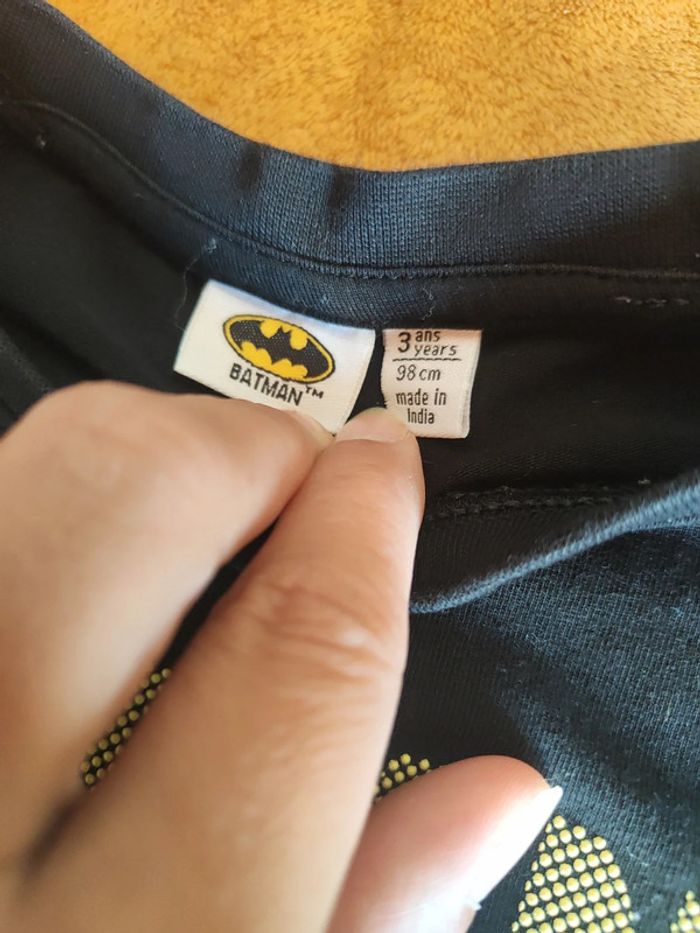 BATMAN™
3 ans
years
98 cm
made in
India